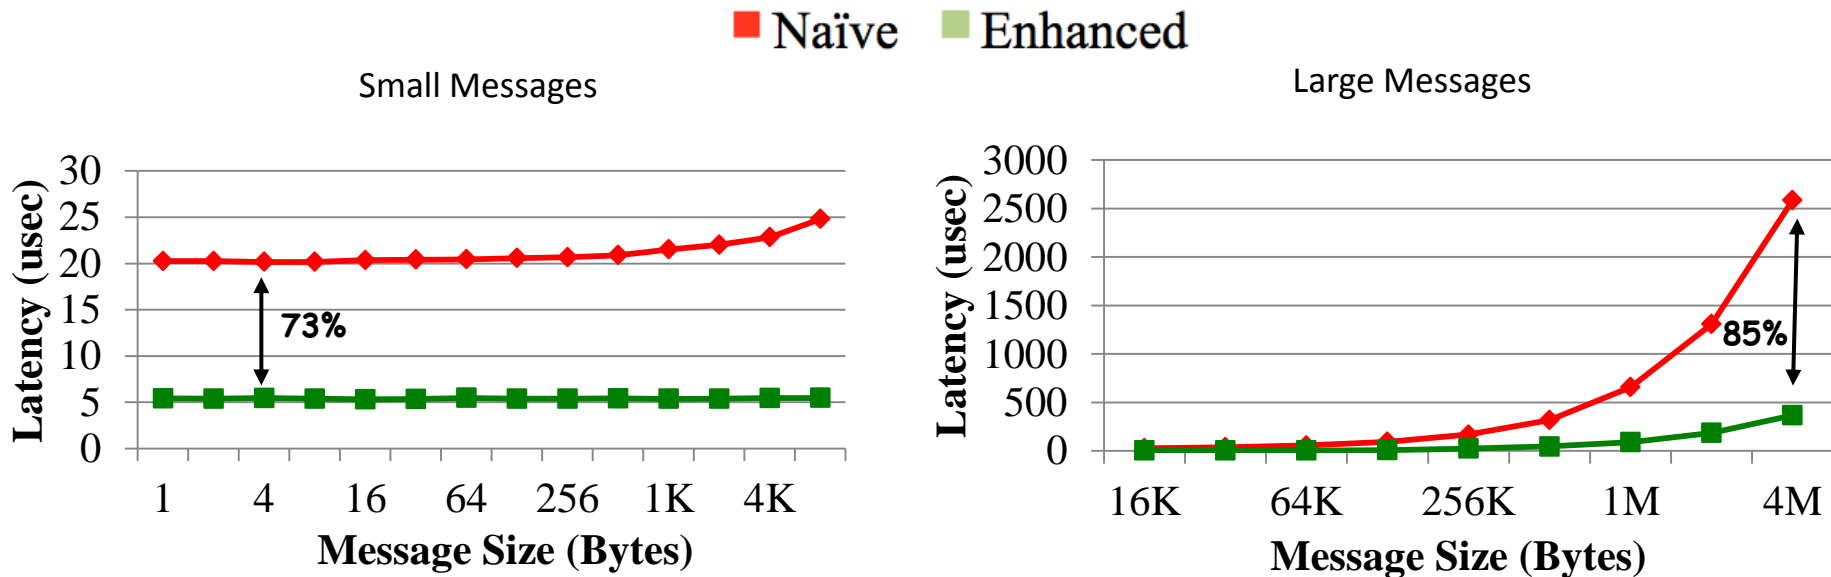 Naïve Enhanced
Small Messages
Large Messages
30
25
20
15
10
5
0
Latency (usec)
73%
1 4 16 64 256 1K 4K
Message Size (Bytes)
3000
2500
2000
1500
1000
500
0
Latency (usec)
85%
16K 64K 256K 1M 4M
Message Size (Bytes)